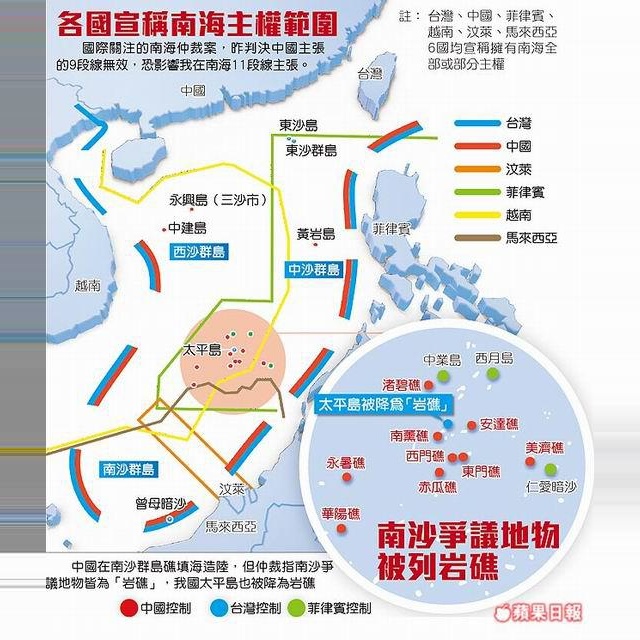 各國宣稱南海主權範圍
國際關注的南海仲裁案，昨判決中國主張
的9段線無效，恐影響我在南海11段線主張。
註：台灣、中國、菲律賓、
越南、汶萊、馬來西亞
6國均宣稱擁有南海全
部或部分主權
中國
台灣
東沙島
東沙群島
台灣
中國
汶萊
菲律賓
越南
馬來西亞
永興島（三沙市）
中建島
西沙群島
黃岩島
中沙群島
菲律賓
越南
太平島
南沙群島
曾母暗沙
汶萊
馬來西亞
中業島
西月島
渚碧礁
太平島被降為「岩礁」
安達礁
南薰礁
西門礁
東門礁
美濟礁
仁愛暗沙
永暑礁
赤瓜礁
華陽礁
南沙爭議地物
被列岩礁
中國在南沙群島礁填海造陸，但仲裁指南沙爭
議地物皆為「岩礁」，我國太平島也被降為岩礁
中國控制
台灣控制
菲律賓控制
蘋果日報